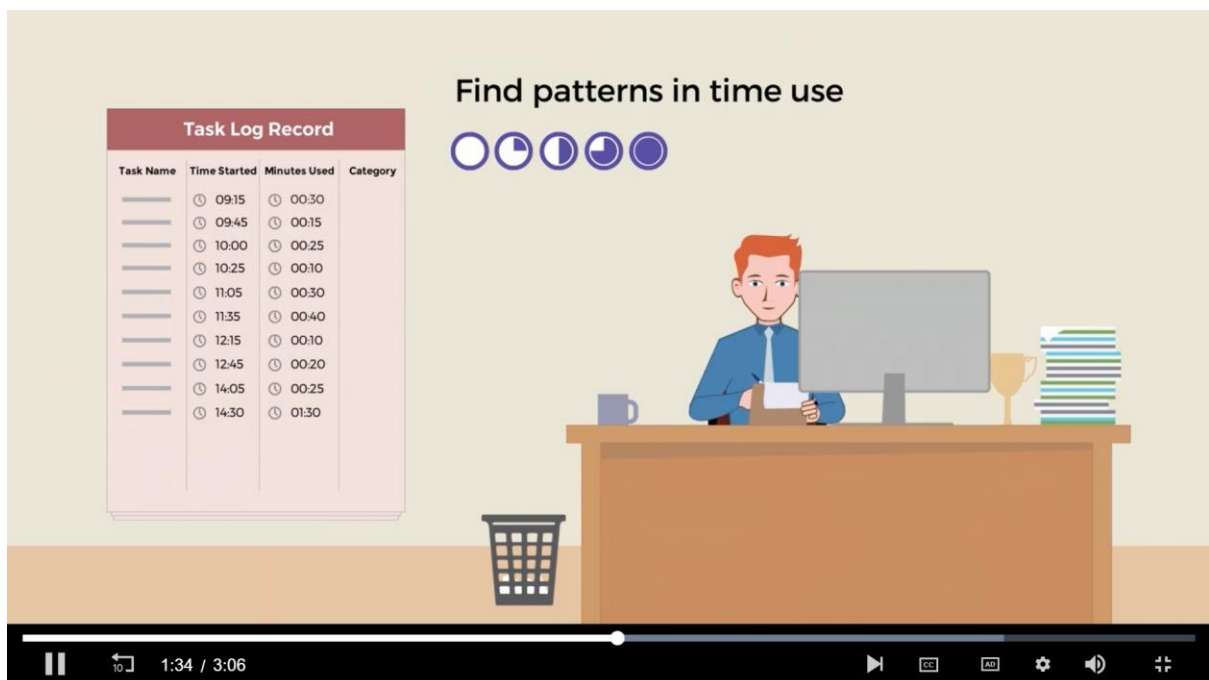 Find patterns in time use
Task Log Record
Task Name Time Started Minutes Used Category
09:15 00:30
09:45 00:15
10:00 00:25
10:25 00:10
11:05 00:30
11:35 00:40
12:15 00:10
12:45 00:20
14:05 00:25
14:30 01:30
10 1:34 / 3:06 CC AD